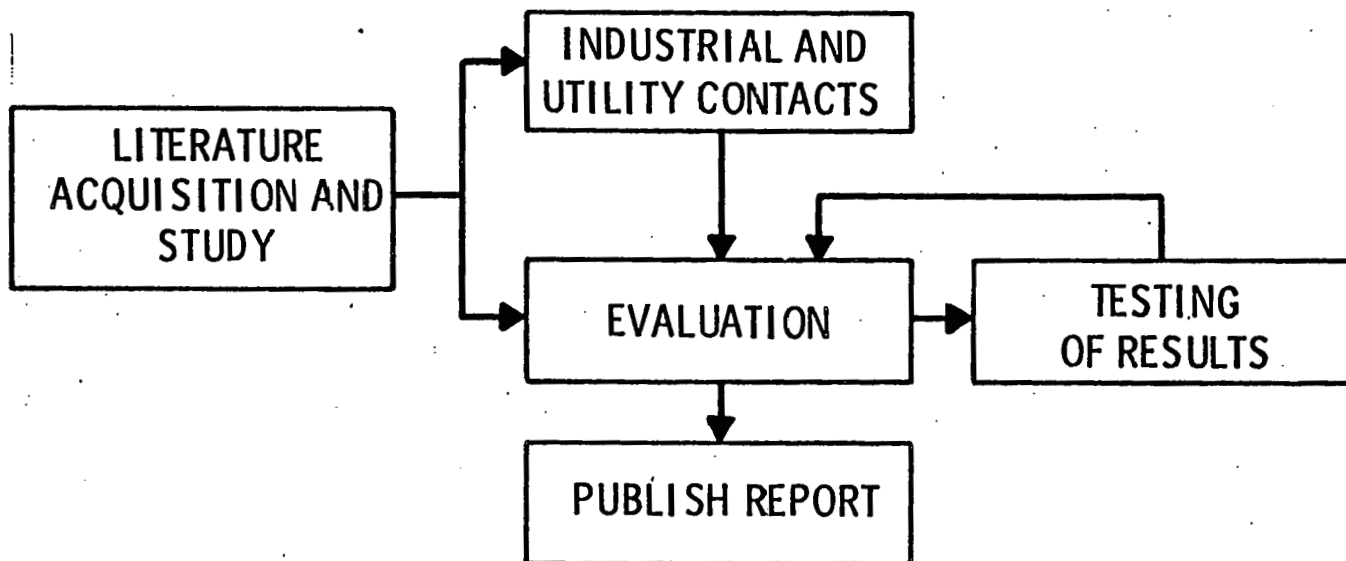 INDUSTRIAL AND
UTILITY CONTACTS
LITERATURE
ACQUISITION AND
STUDY
EVALUATION
TESTING
OF RESULTS
PUBLISH REPORT